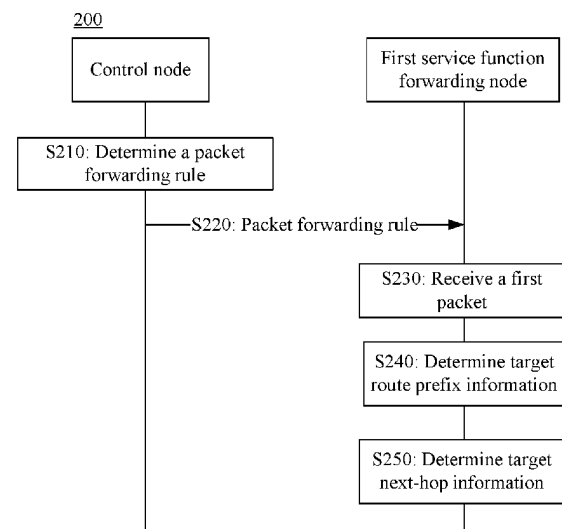 200
Control node
First service function
forwarding node
S210: Determine a packet
forwarding rule
S220: Packet forwarding rule
S230: Receive a first
packet
S240: Determine target
route prefix information
S250: Determine target
next-hop information